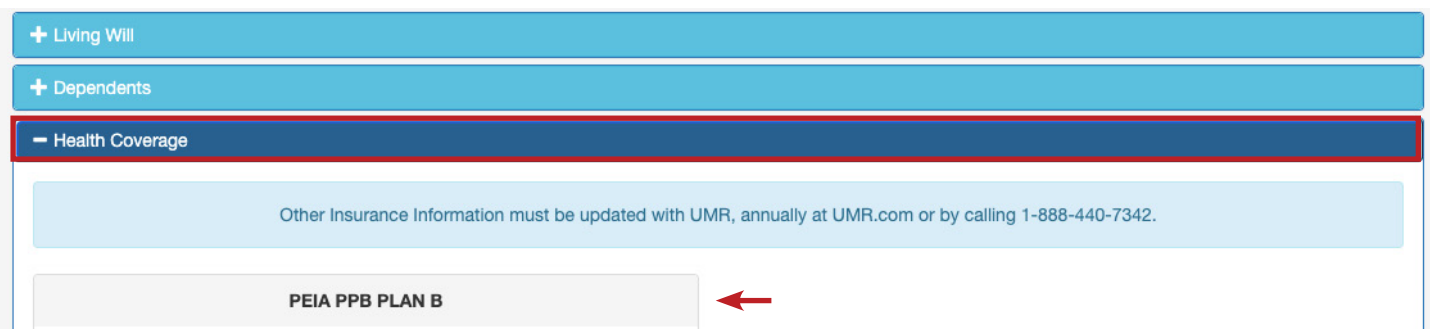 + Living Will
+ Dependents
− Health Coverage
Other Insurance Information must be updated with UMR, annually at UMR.com or by calling 1-888-440-7342.
PEIA PPB PLAN B